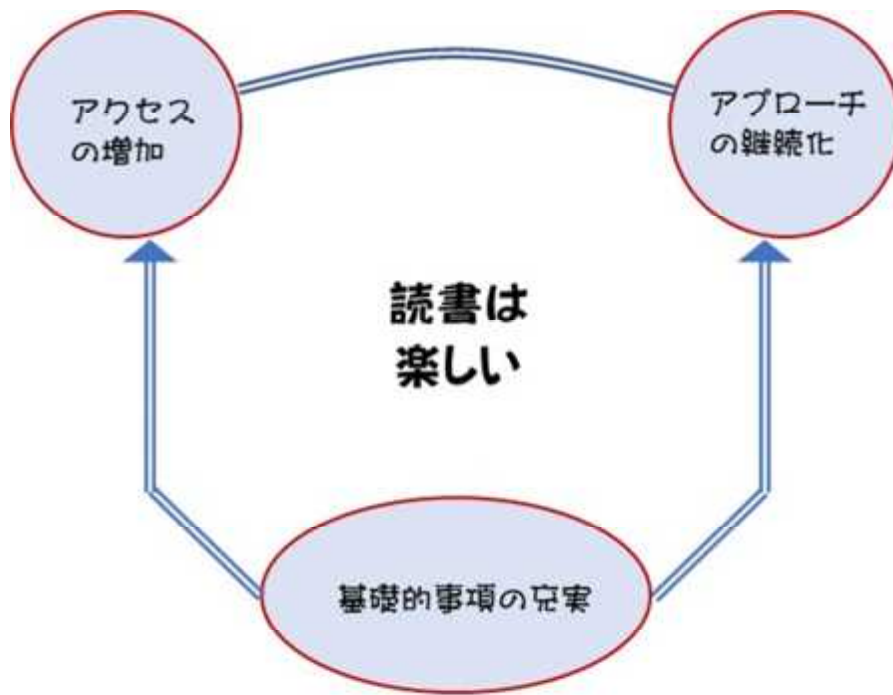 アクセス
の増加
アプローチ
の継続化
読書は
楽しい
基礎的事項の充実